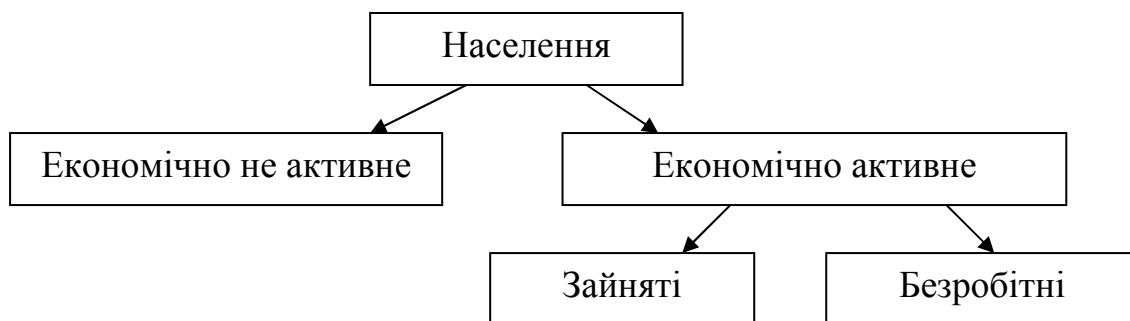 Населення
Економічно не активне
Економічно активне
Зайняті
Безробітні